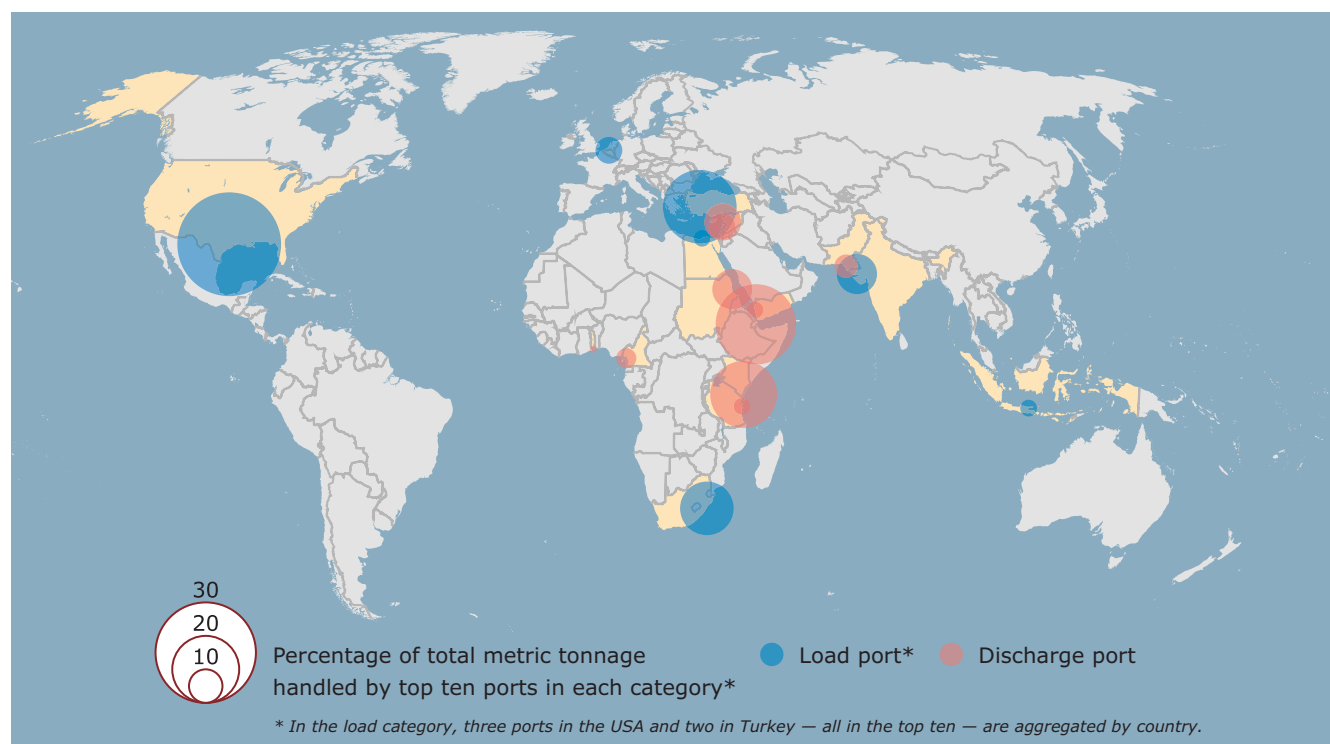 30
20
10
Percentage of total metric tonnage
handled by top ten ports in each category*
Load port*
Discharge port
* In the load category, three ports in the USA and two in Turkey — all in the top ten — are aggregated by country.